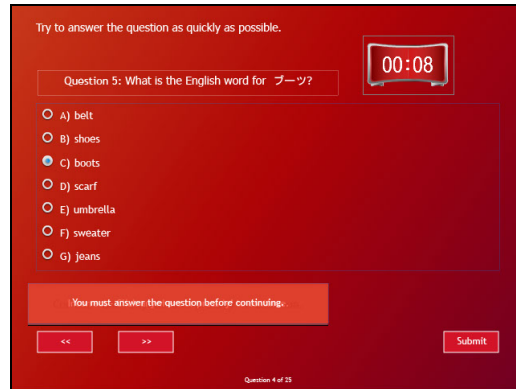 Try to answer the question as quickly as possible.
00:08
Question 5: What is the English word for ブーツ?
A) belt
B) shoes
C) boots
D) scarf
E) umbrella
F) sweater
G) jeans
You must answer the question before continuing.
<< >> Submit
Question 4 of 25